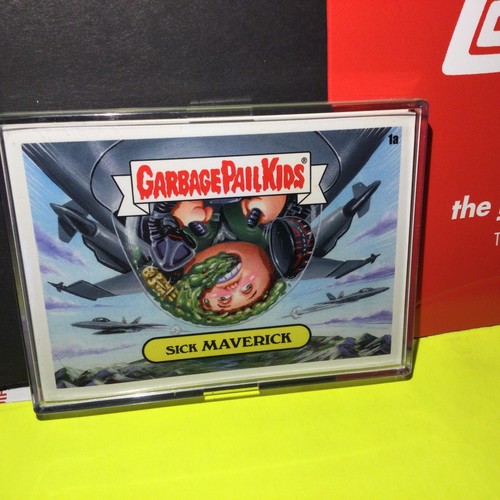 1a
GARBAGE PAIL KIDS®
SICK MAVERICK
the